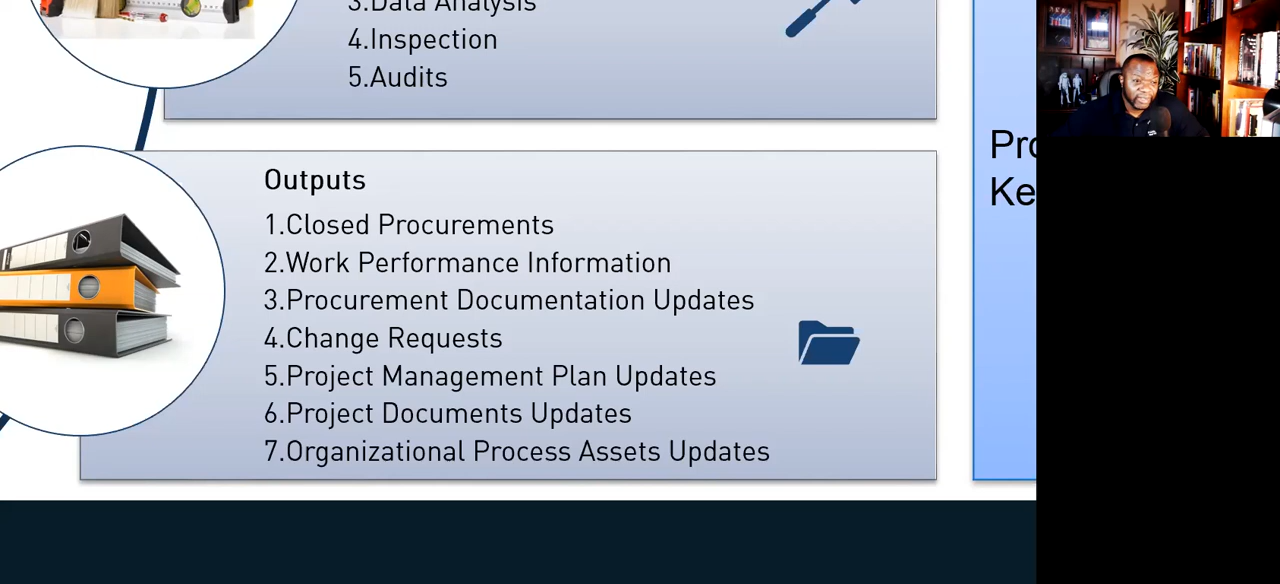 3.Data Analysis
4.Inspection
5.Audits
Outputs
1.Closed Procurements
2.Work Performance Information
3.Procurement Documentation Updates
4.Change Requests
5.Project Management Plan Updates
6.Project Documents Updates
7.Organizational Process Assets Updates
Pro
Ke